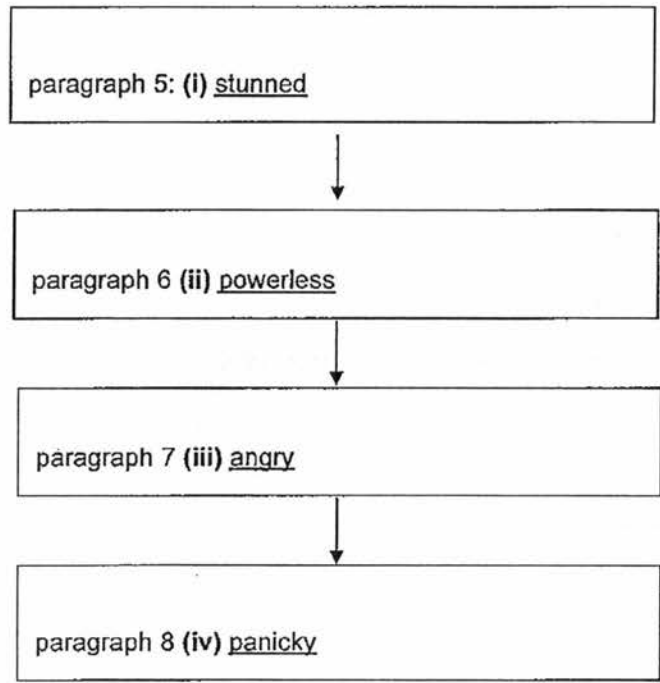 paragraph 5: (i) stunned
paragraph 6 (ii) powerless
paragraph 7 (iii) angry
paragraph 8 (iv) panicky